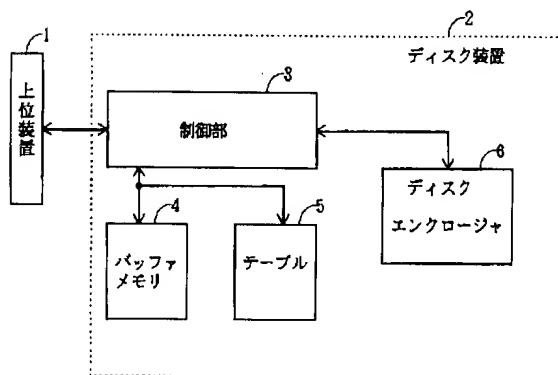 1
上位装置
2
ディスク装置
3
制御部
4
バッファ
メモリ
5
テーブル
6
ディスク
エンクロージャ